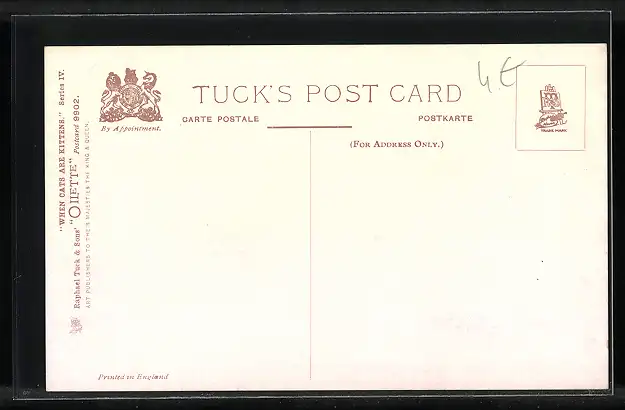 "WHEN CATS ARE KITTENS." Series IV.
Raphael Tuck & Sons' "OILETTE" Postcard 9902.
ART PUBLISHERS TO THEIR MAJESTIES THE KING & QUEEN.
By Appointment.
TUCK'S POST CARD
CARTE POSTALE
POSTKARTE
(FOR ADDRESS ONLY.)
4€
TRADE MARK
Printed in England